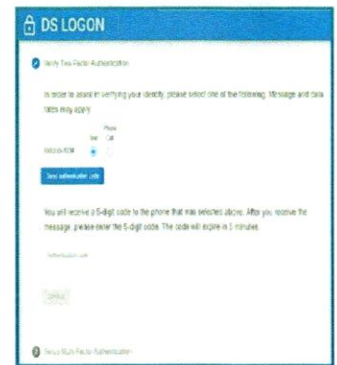 DS LOGON
Verify Two-Factor Authentication
In order to assist in verifying your identity, please select one of the following. Message and data
rates may apply.
Phone
Text Call
Send authentication code
You will receive a 5-digit code to the phone that was selected above. After you receive the
message, please enter the 5-digit code. The code will expire in 5 minutes.
Authentication code
2 Setup Multi-Factor Authentication